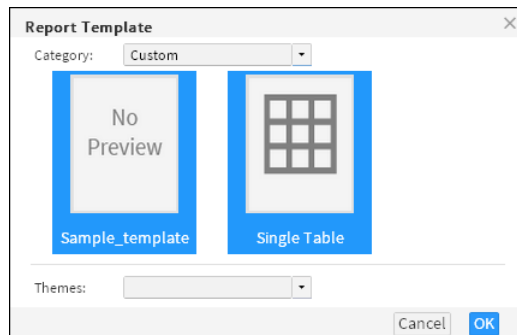 Report Template
Category: Custom
No
Preview
Sample_template Single Table
Themes:
Cancel OK